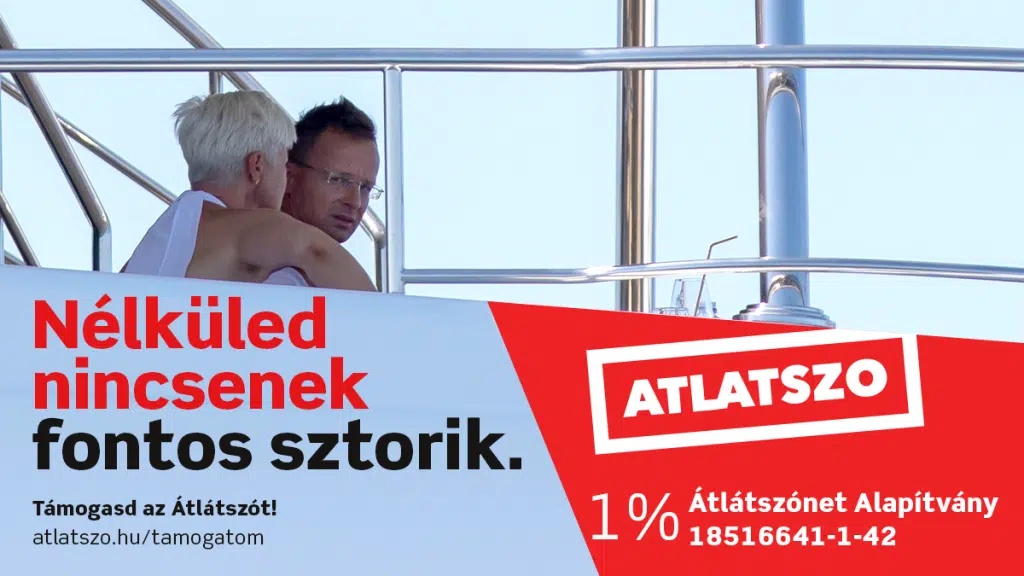 Nélküled
nincsenek
fontos sztorik.
Támogasd az Átlátszót!
atlatszo.hu/tamogatom
ATLATSZO
1%
Átlátszónet Alapítvány
18516641-1-42